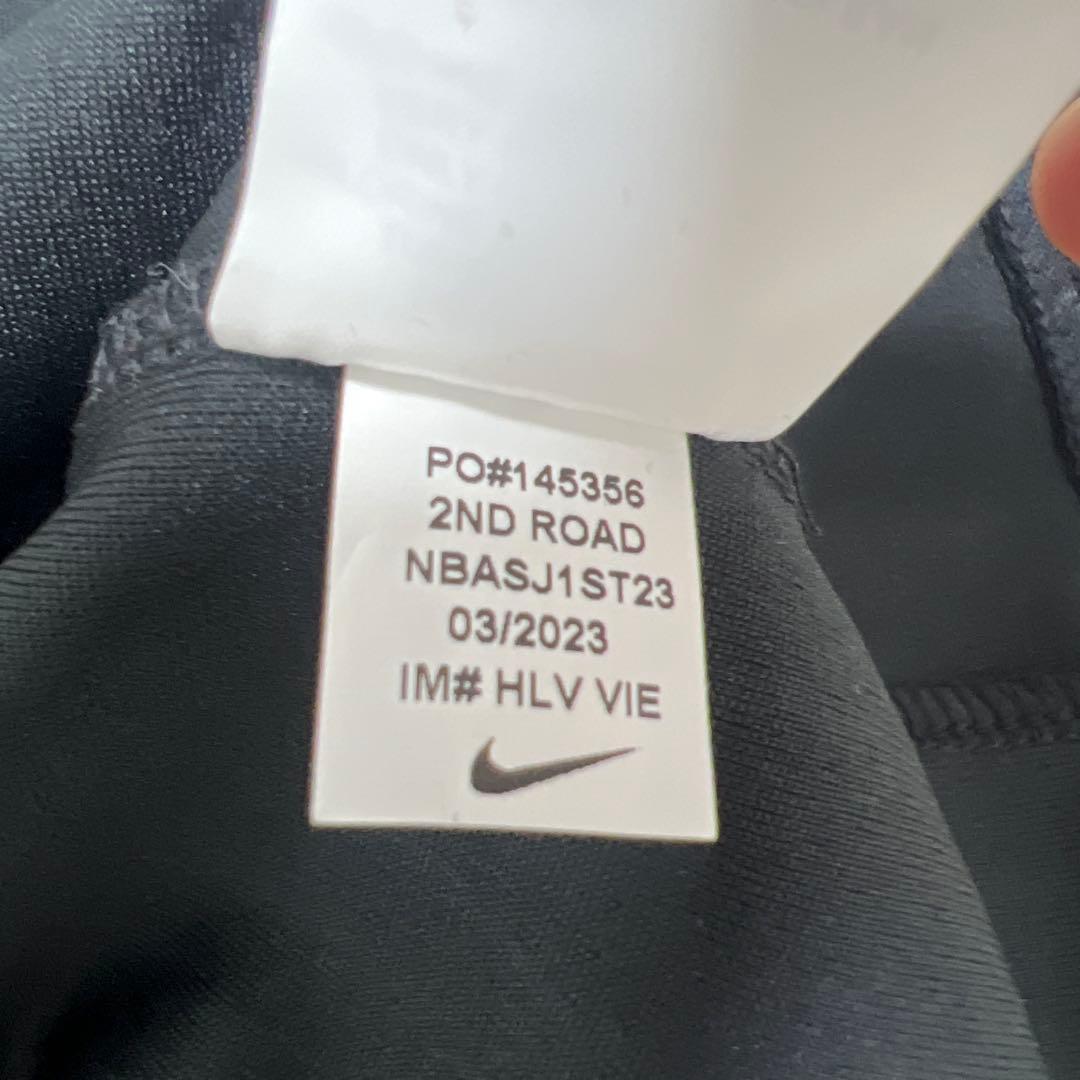 PO#145356
2ND ROAD
NBASJ1ST23
03/2023
IM# HLV VIE